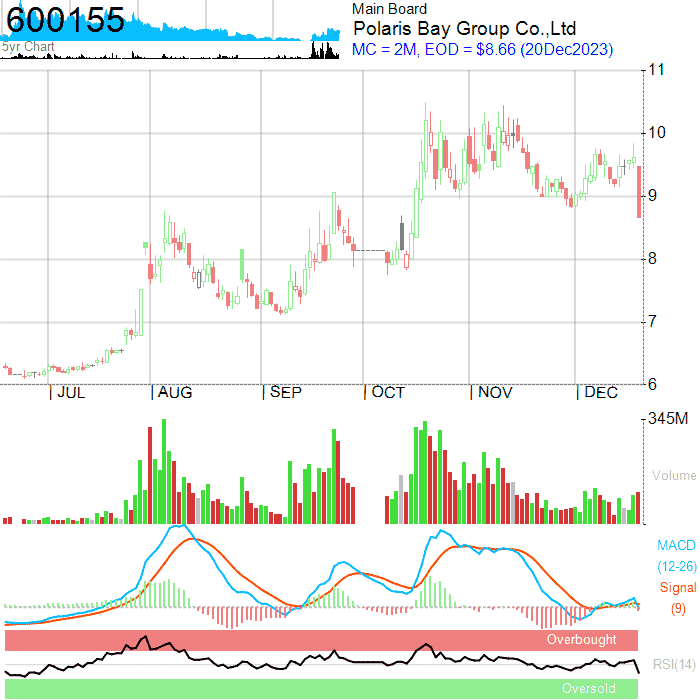 600155
5yr Chart
Main Board
Polaris Bay Group Co.,Ltd
MC = 2M, EOD = $8.66 (20Dec2023)
11
10
9
8
7
6
JUL AUG SEP OCT NOV DEC
345M
Volume
MACD
(12-26)
Signal
(9)
Overbought
RSI(14)
Oversold